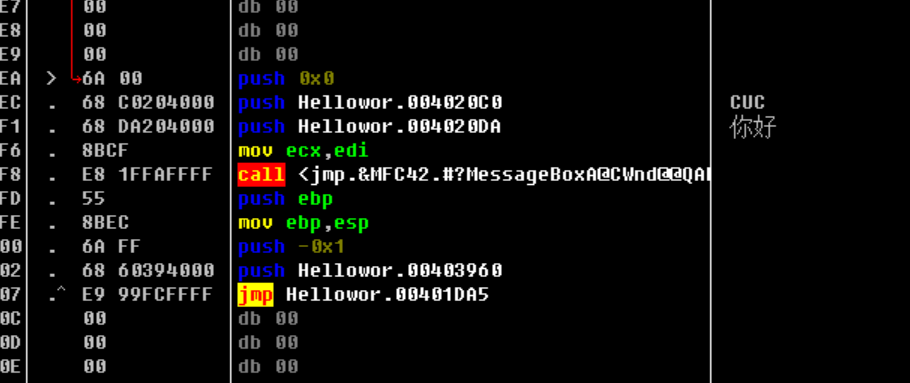 E7 00 db 00
E8 00 db 00
E9 00 db 00
EA > 6A 00 push 0x0
EC . 68 C0204000 push Hellowor.004020C0 CUC
F1 . 68 DA204000 push Hellowor.004020DA 你好
F6 . 8BCF mov ecx,edi
F8 . E8 1FFAFFFF call <jmp.&MFC42.#?MessageBoxA@CWnd@@QAE
FD . 55 push ebp
FE . 8BEC mov ebp,esp
00 . 6A FF push -0x1
02 . 68 60394000 push Hellowor.00403960
07 .^ E9 99FCFFFF jmp Hellowor.00401DA5
0C 00 db 00
0D 00 db 00
0E 00 db 00